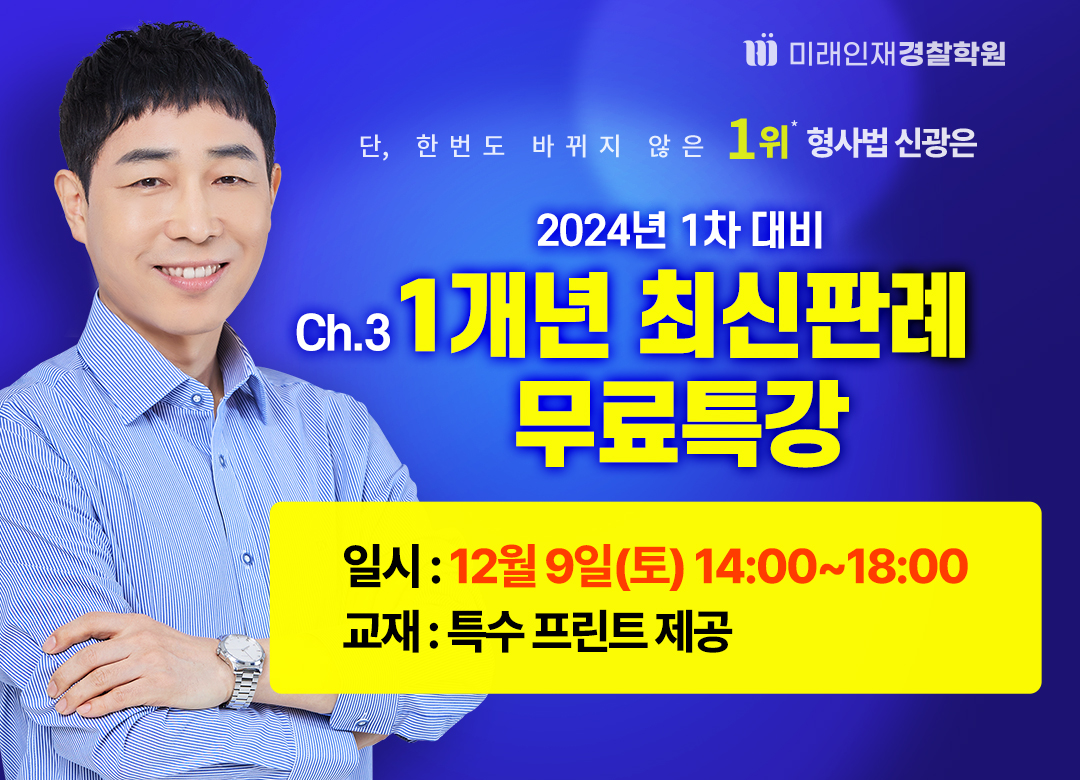 미래인재경찰학원
단, 한번도 바뀌지 않은 1위* 형사법 신광은
2024년 1차 대비
Ch.3 1개년 최신판례
무료특강
일시 : 12월 9일(토) 14:00~18:00
교재 : 특수 프린트 제공